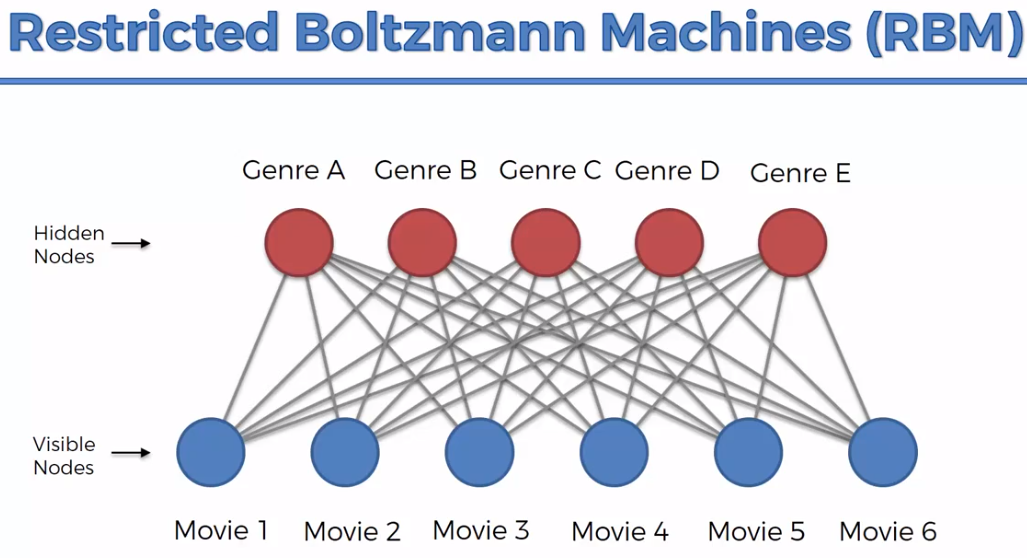 Restricted Boltzmann Machines (RBM)
Genre A Genre B Genre C Genre D Genre E
Hidden
Nodes
Visible
Nodes
Movie 1 Movie 2 Movie 3 Movie 4 Movie 5 Movie 6